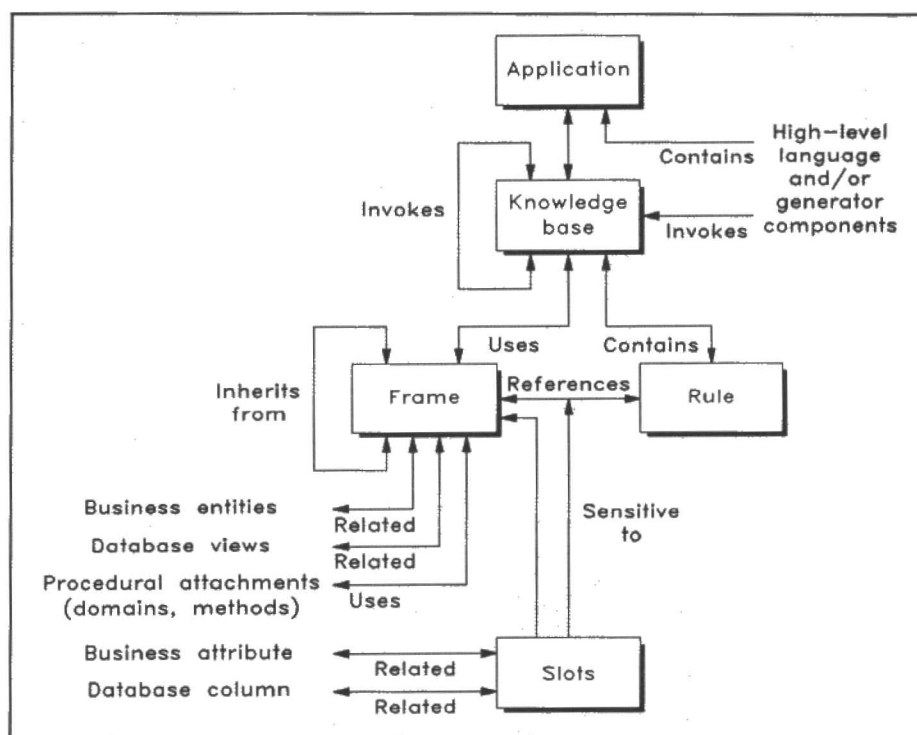 Application
High-level
language
and/or
generator
components
Contains
Knowledge
base
Invokes
Invokes
Uses
Contains
Inherits
from
Frame
References
Rule
Business entities
Related
Database views
Related
Procedural attachments
(domains, methods)
Uses
Sensitive
to
Business attribute
Related
Database column
Related
Slots